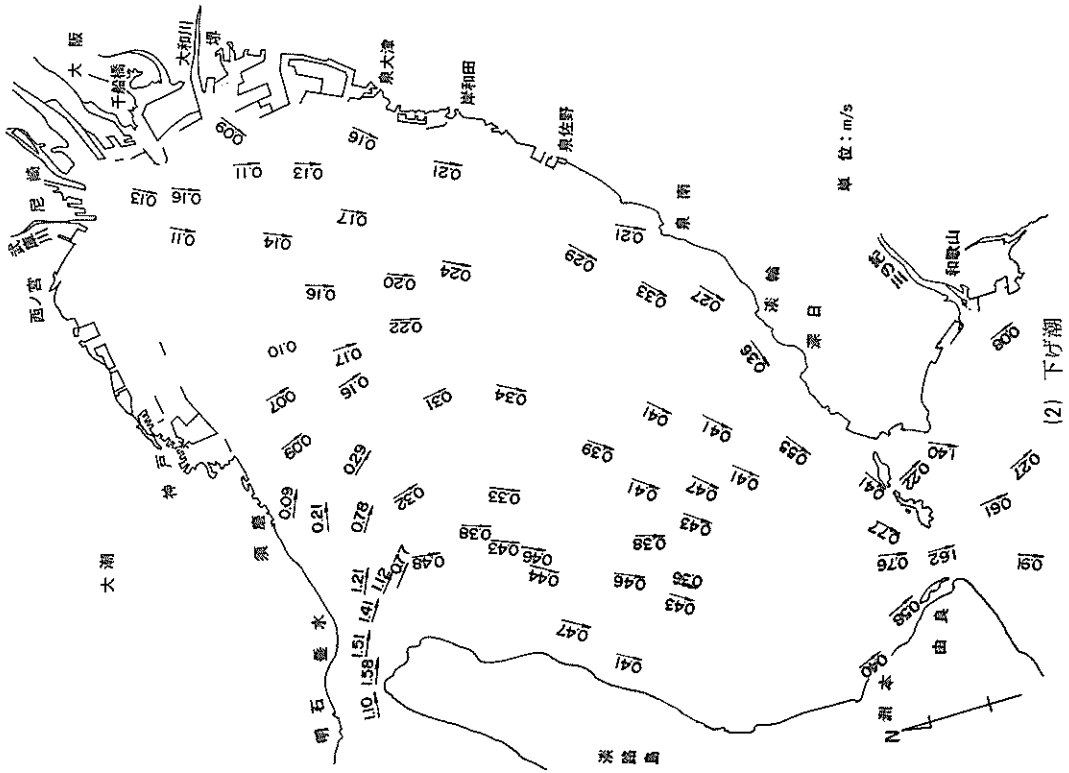 大潮
明石
垂水
須磨
神戸
西ノ宮
武庫川
尼崎
大阪
千船橋
大和川
堺
泉大津
岸和田
泉佐野
泉南
淡輪
深日
紀の川
和歌山
洲本
由良
淡路島
N
単位：m/s
0.09
0.13
0.16
0.11
0.11
0.13
0.16
0.21
0.14
0.17
0.16
0.20
0.24
0.10
0.17
0.22
0.07
0.16
0.31
0.34
0.09
0.29
0.09
0.21
0.78
0.32
0.33
0.38
0.43
0.46
0.44
0.48
0.77
1.12
1.21
1.41
1.51
1.58
1.10
0.47
0.41
0.29
0.21
0.33
0.27
0.36
0.41
0.41
0.55
0.39
0.41
0.47
0.41
0.43
0.38
0.46
0.36
0.43
0.41
0.22
1.40
0.77
0.76
1.62
0.58
0.40
0.61
0.27
0.91
0.08
(2) 下げ潮